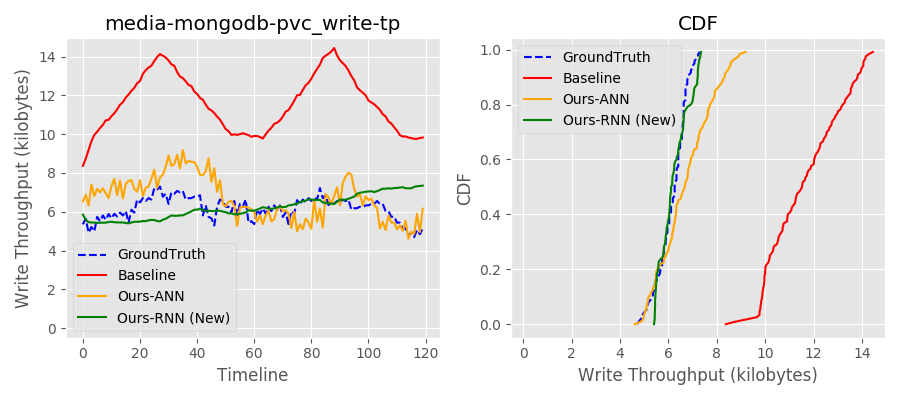 media-mongodb-pvc_write-tp
Write Throughput (kilobytes)
14
12
10
8
6
4
2
0
GroundTruth
Baseline
Ours-ANN
Ours-RNN (New)
0 20 40 60 80 100 120
Timeline
CDF
CDF
1.0
0.8
0.6
0.4
0.2
0.0
GroundTruth
Baseline
Ours-ANN
Ours-RNN (New)
0 2 4 6 8 10 12 14
Write Throughput (kilobytes)